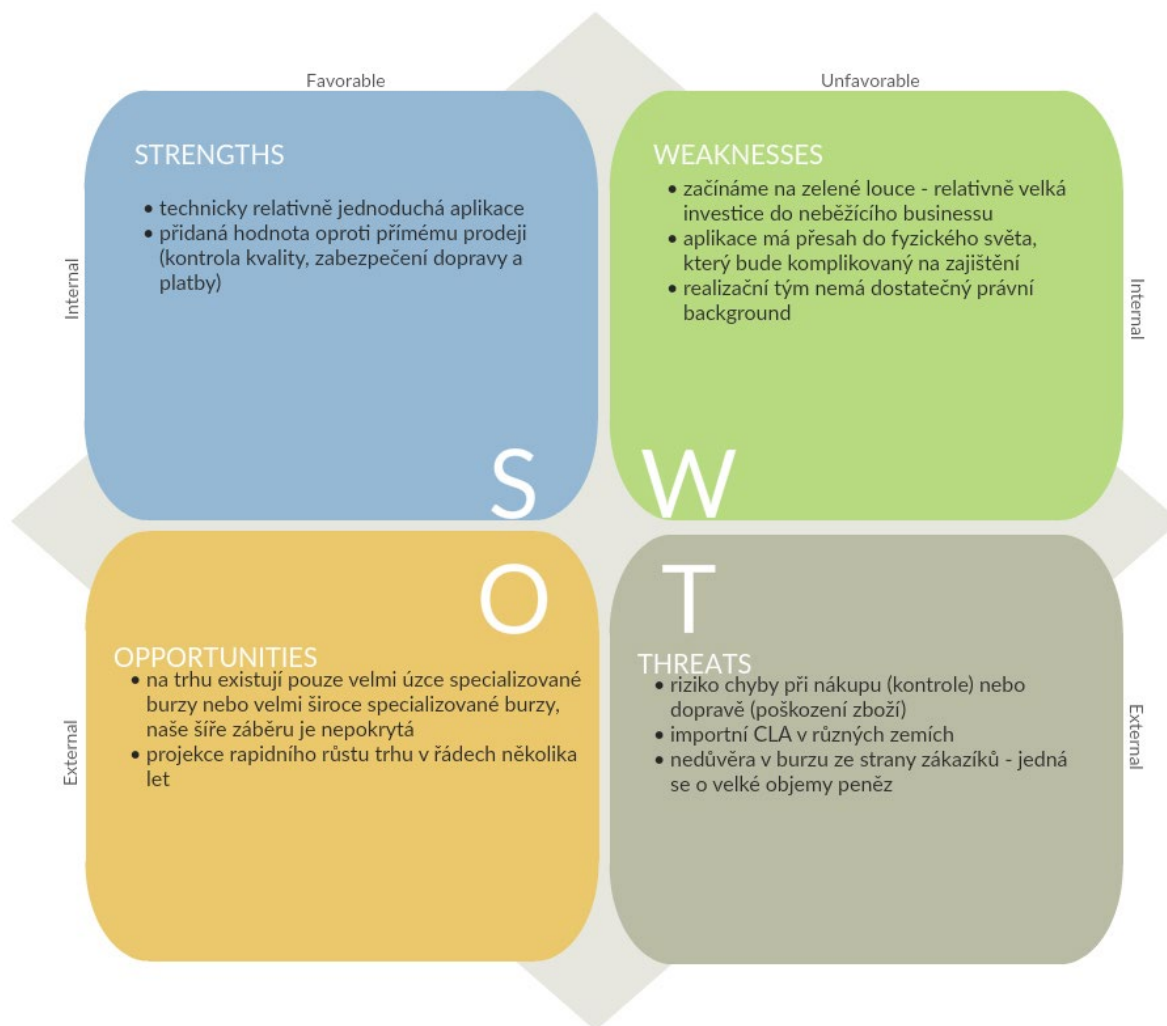 Favorable
Unfavorable
Internal
STRENGTHS
• technicky relativně jednoduchá aplikace
• přidaná hodnota oproti přímému prodeji
(kontrola kvality, zabezpečení dopravy a
platby)
S
WEAKNESSES
• začínáme na zelené louce - relativně velká
investice do neběžícího businessu
• aplikace má přesah do fyzického světa,
který bude komplikovaný na zajištění
• realizační tým nemá dostatečný právní
background
W
Internal
External
O
OPPORTUNITIES
• na trhu existují pouze velmi úzce specializované
burzy nebo velmi široce specializované burzy,
naše šíře záběru je nepokrytá
• projekce rapidního růstu trhu v řádech několika
let
T
THREATS
• riziko chyby při nákupu (kontrole) nebo
dopravě (poškození zboží)
• importní CLA v různých zemích
• nedůvěra v burzu ze strany zákazíků - jedná
se o velké objemy peněz
External